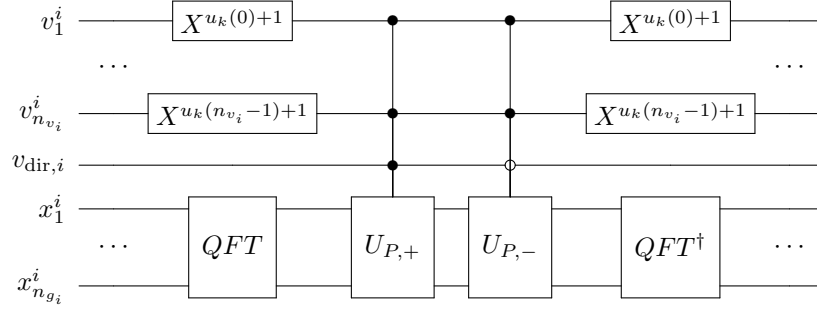 v_1^i X^{u_k(0)+1} X^{u_k(0)+1}
... ...
v_{n_{v_i}}^i X^{u_k(n_{v_i}-1)+1} X^{u_k(n_{v_i}-1)+1}
v_{dir,i}
x_1^i
... QFT U_{P,+} U_{P,-} QFT^† ...
x_{n_{g_i}}^i